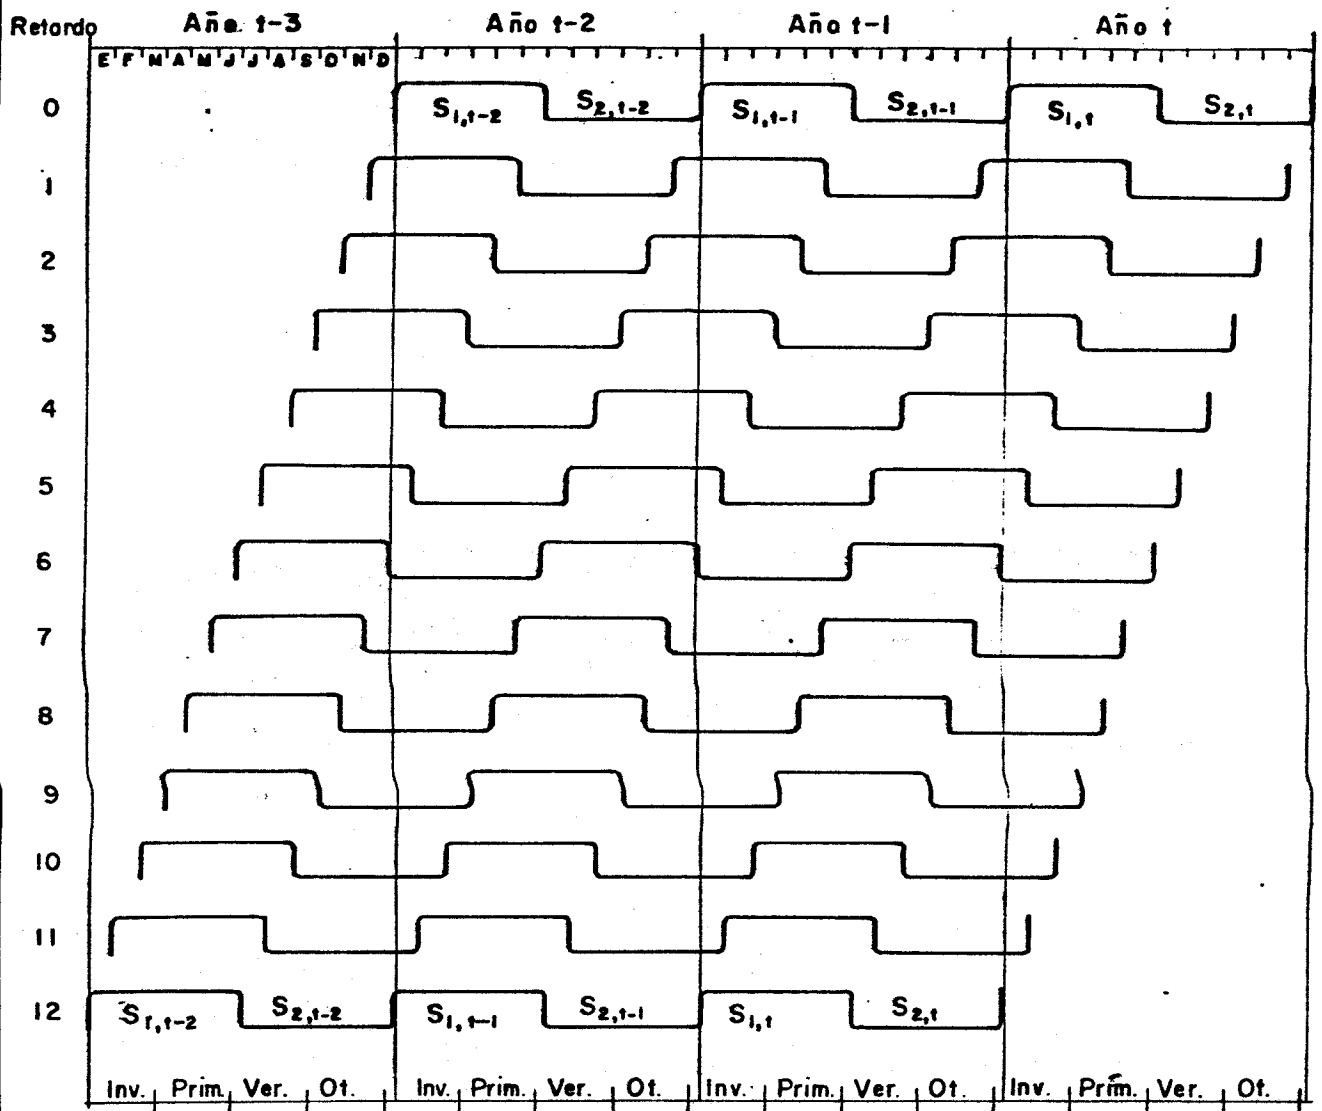 Retardo Año t-3 Año t-2 Año t-1 Año t
E F M A M J J A S O N D
0 S1,t-2 S2,t-2 S1,t-1 S2,t-1 S1,t S2,t
1
2
3
4
5
6
7
8
9
10
11
12 S1,t-2 S2,t-2 S1,t-1 S2,t-1 S1,t S2,t
Inv. Prim. Ver. Ot. Inv. Prim. Ver. Ot. Inv. Prim. Ver. Ot. Inv. Prim. Ver. Ot.